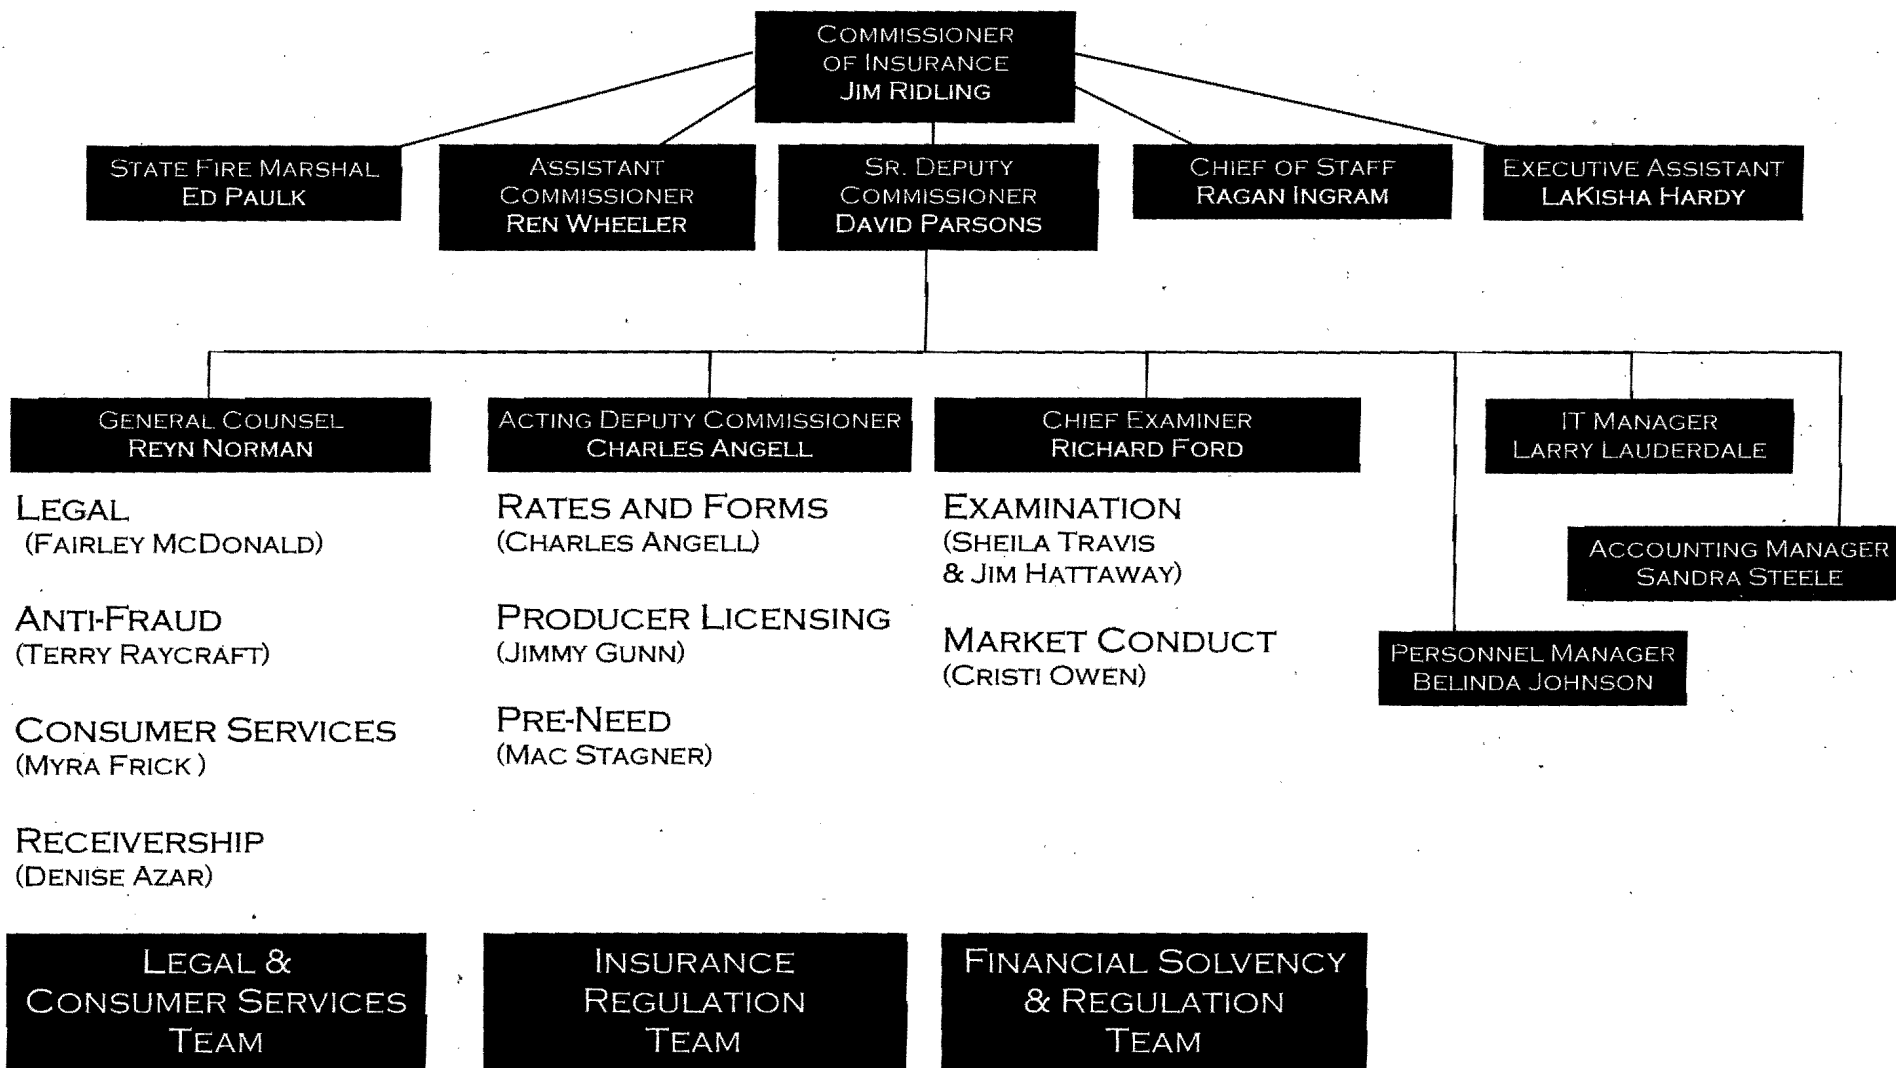 COMMISSIONER
OF INSURANCE
JIM RIDLING
STATE FIRE MARSHAL
ED PAULK
ASSISTANT
COMMISSIONER
REN WHEELER
SR. DEPUTY
COMMISSIONER
DAVID PARSONS
CHIEF OF STAFF
RAGAN INGRAM
EXECUTIVE ASSISTANT
LAKISHA HARDY
GENERAL COUNSEL
REYN NORMAN
ACTING DEPUTY COMMISSIONER
CHARLES ANGELL
CHIEF EXAMINER
RICHARD FORD
IT MANAGER
LARRY LAUDERDALE
ACCOUNTING MANAGER
SANDRA STEELE
PERSONNEL MANAGER
BELINDA JOHNSON
LEGAL
(FAIRLEY MCDONALD)
ANTI-FRAUD
(TERRY RAYCRAFT)
CONSUMER SERVICES
(MYRA FRICK )
RECEIVERSHIP
(DENISE AZAR)
RATES AND FORMS
(CHARLES ANGELL)
PRODUCER LICENSING
(JIMMY GUNN)
PRE-NEED
(MAC STAGNER)
EXAMINATION
(SHEILA TRAVIS
& JIM HATTAWAY)
MARKET CONDUCT
(CRISTI OWEN)
LEGAL &
CONSUMER SERVICES
TEAM
INSURANCE
REGULATION
TEAM
FINANCIAL SOLVENCY
& REGULATION
TEAM